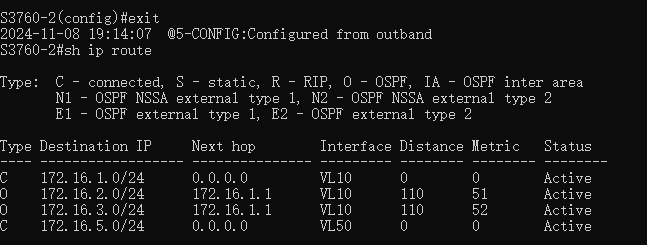 S3760-2(config)#exit
2024-11-08 19:14:07  @5-CONFIG:Configured from outband
S3760-2#sh ip route
Type:  C - connected, S - static, R - RIP, O - OSPF, IA - OSPF inter area
N1 - OSPF NSSA external type 1, N2 - OSPF NSSA external type 2
E1 - OSPF external type 1, E2 - OSPF external type 2
Type Destination IP     Next hop        Interface Distance Metric   Status
---- ------------------ --------------- --------- -------- -------- --------
C    172.16.1.0/24      0.0.0.0         VL10      0        0        Active
O    172.16.2.0/24      172.16.1.1      VL10      110      51       Active
O    172.16.3.0/24      172.16.1.1      VL10      110      52       Active
C    172.16.5.0/24      0.0.0.0         VL50      0        0        Active